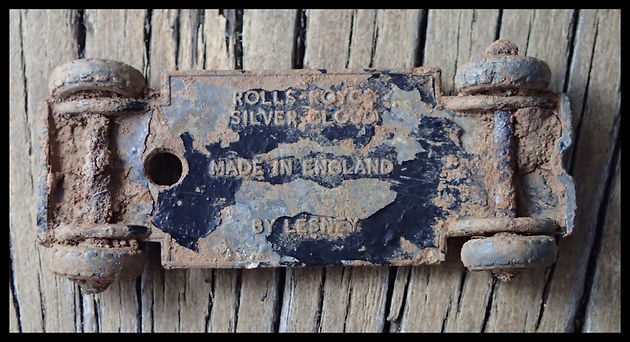 ROLLS-ROYCE
SILVER CLOUD
MADE IN ENGLAND
BY LESNEY